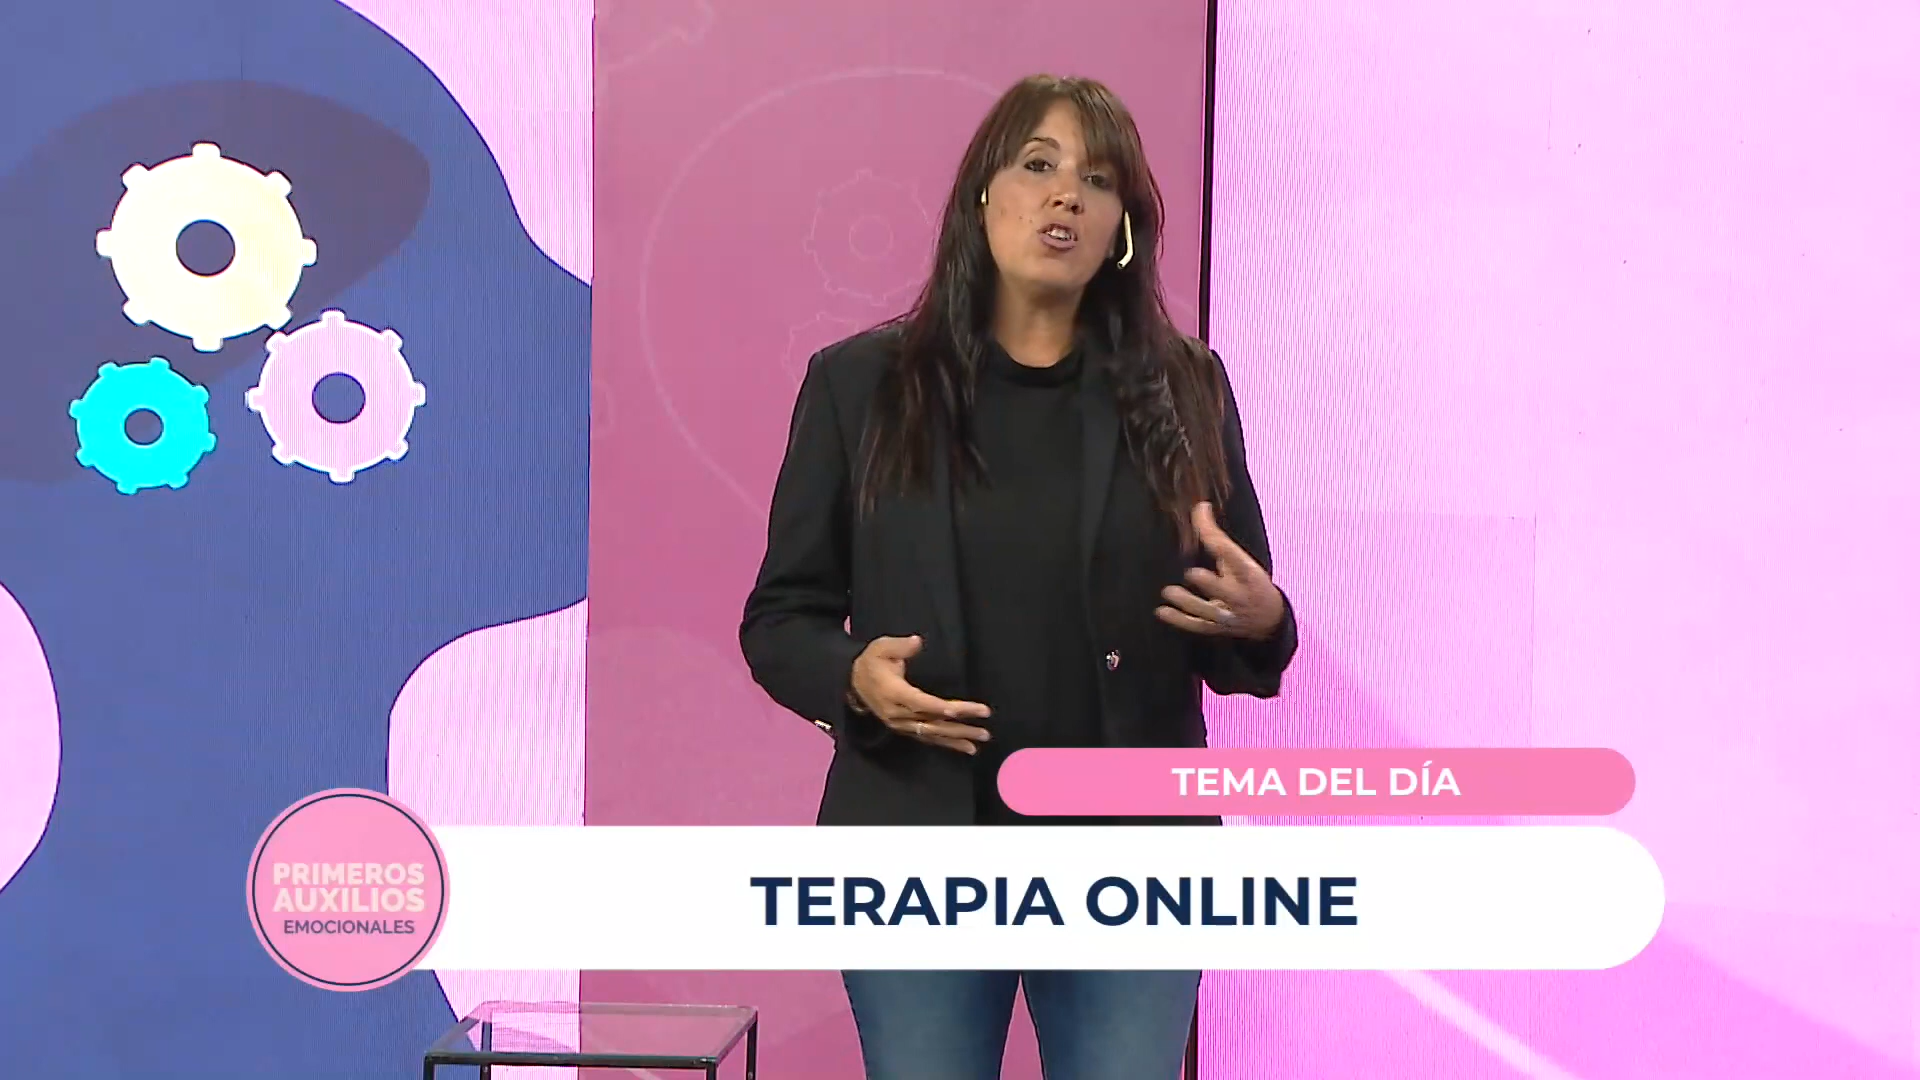 TEMA DEL DÍA
TERAPIA ONLINE
PRIMEROS
AUXILIOS
EMOCIONALES